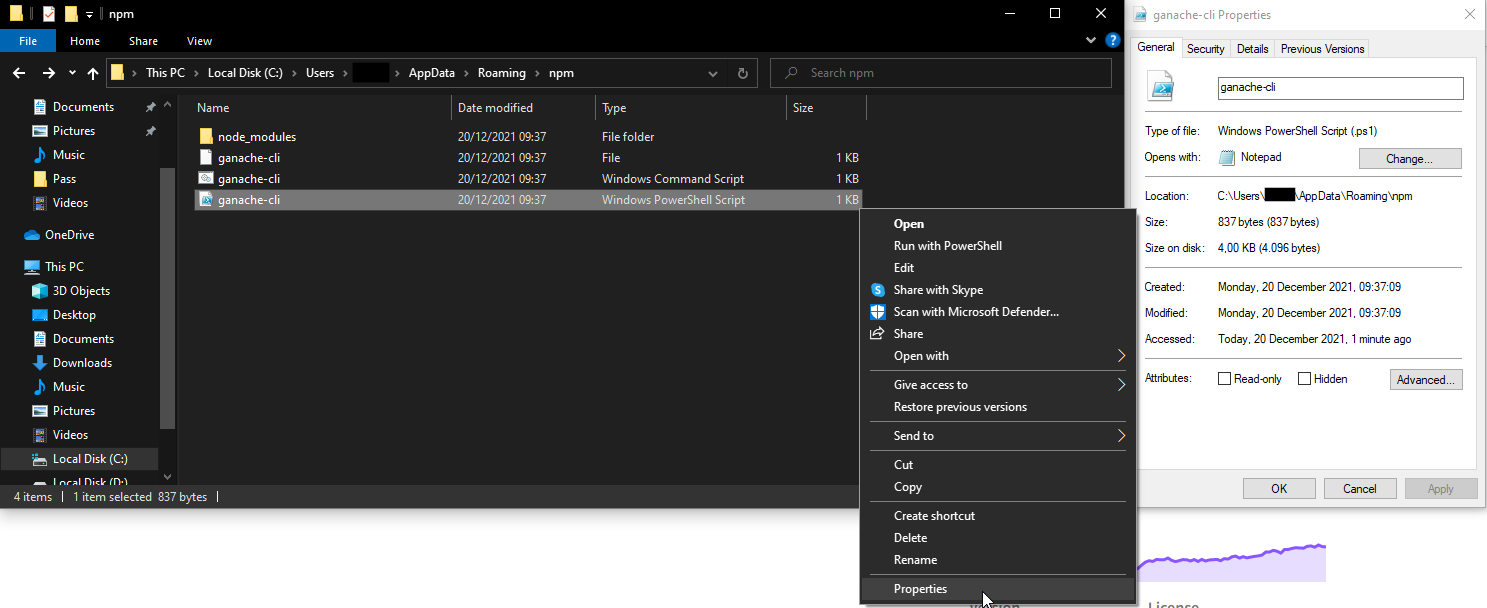 npm
File Home Share View
This PC Local Disk (C:) Users AppData Roaming npm
Search npm
Documents
Pictures
Music
Pass
Videos
OneDrive
This PC
3D Objects
Desktop
Documents
Downloads
Music
Pictures
Videos
Local Disk (C:)
Local Disk (D:)
Name Date modified Type Size
node_modules 20/12/2021 09:37 File folder
ganache-cli 20/12/2021 09:37 File 1 KB
ganache-cli 20/12/2021 09:37 Windows Command Script 1 KB
ganache-cli 20/12/2021 09:37 Windows PowerShell Script 1 KB
4 items 1 item selected 837 bytes
Open
Run with PowerShell
Edit
Share with Skype
Scan with Microsoft Defender...
Share
Open with
Give access to
Restore previous versions
Send to
Cut
Copy
Create shortcut
Delete
Rename
Properties
ganache-cli Properties
General Security Details Previous Versions
ganache-cli
Type of file: Windows PowerShell Script (.ps1)
Opens with: Notepad Change...
Location: C:\Users\ \AppData\Roaming\npm
Size: 837 bytes (837 bytes)
Size on disk: 4,00 KB (4.096 bytes)
Created: Monday, 20 December 2021, 09:37:09
Modified: Monday, 20 December 2021, 09:37:09
Accessed: Today, 20 December 2021, 1 minute ago
Attributes: Read-only Hidden Advanced...
OK Cancel Apply
Version License